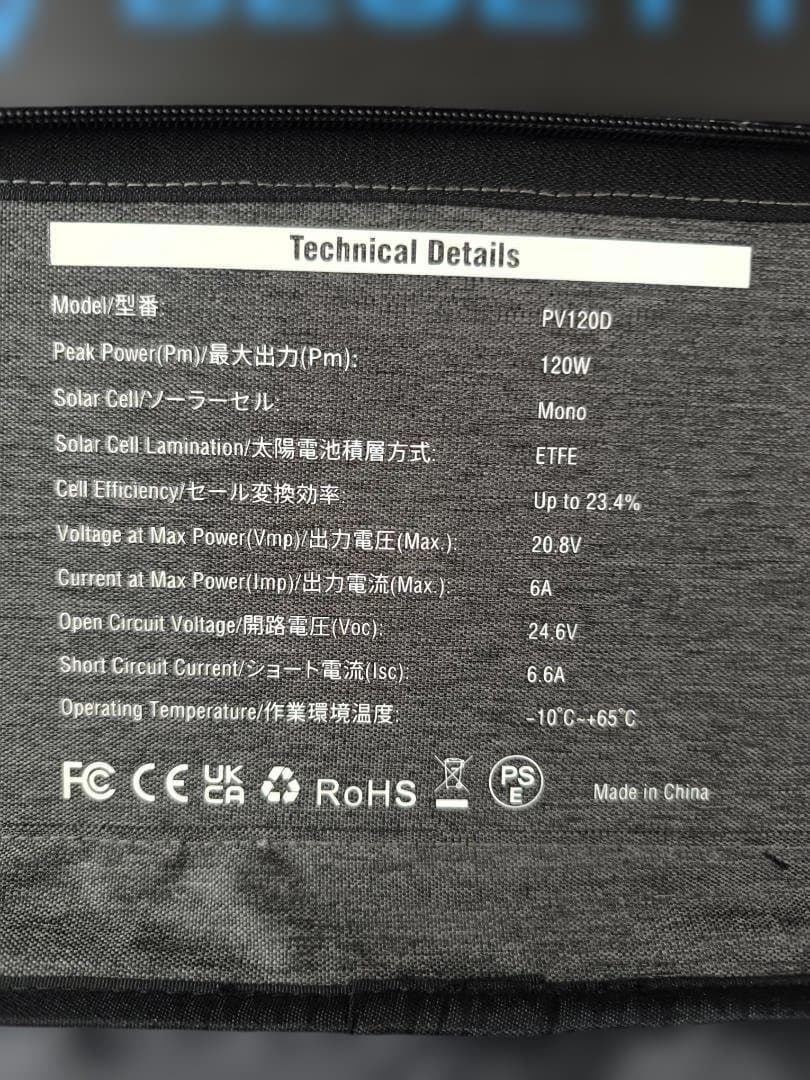 Technical Details
Model/型番 PV120D
Peak Power(Pm)/最大出力(Pm): 120W
Solar Cell/ソーラーセル: Mono
Solar Cell Lamination/太陽電池積層方式: ETFE
Cell Efficiency/セール変換効率 Up to 23.4%
Voltage at Max Power(Vmp)/出力電圧(Max.): 20.8V
Current at Max Power(Imp)/出力電流(Max.): 6A
Open Circuit Voltage/開路電圧(Voc): 24.6V
Short Circuit Current/ショート電流(Isc): 6.6A
Operating Temperature/作業環境温度: -10°C~+65°C
FC CE UKCA RoHS PSE Made in China